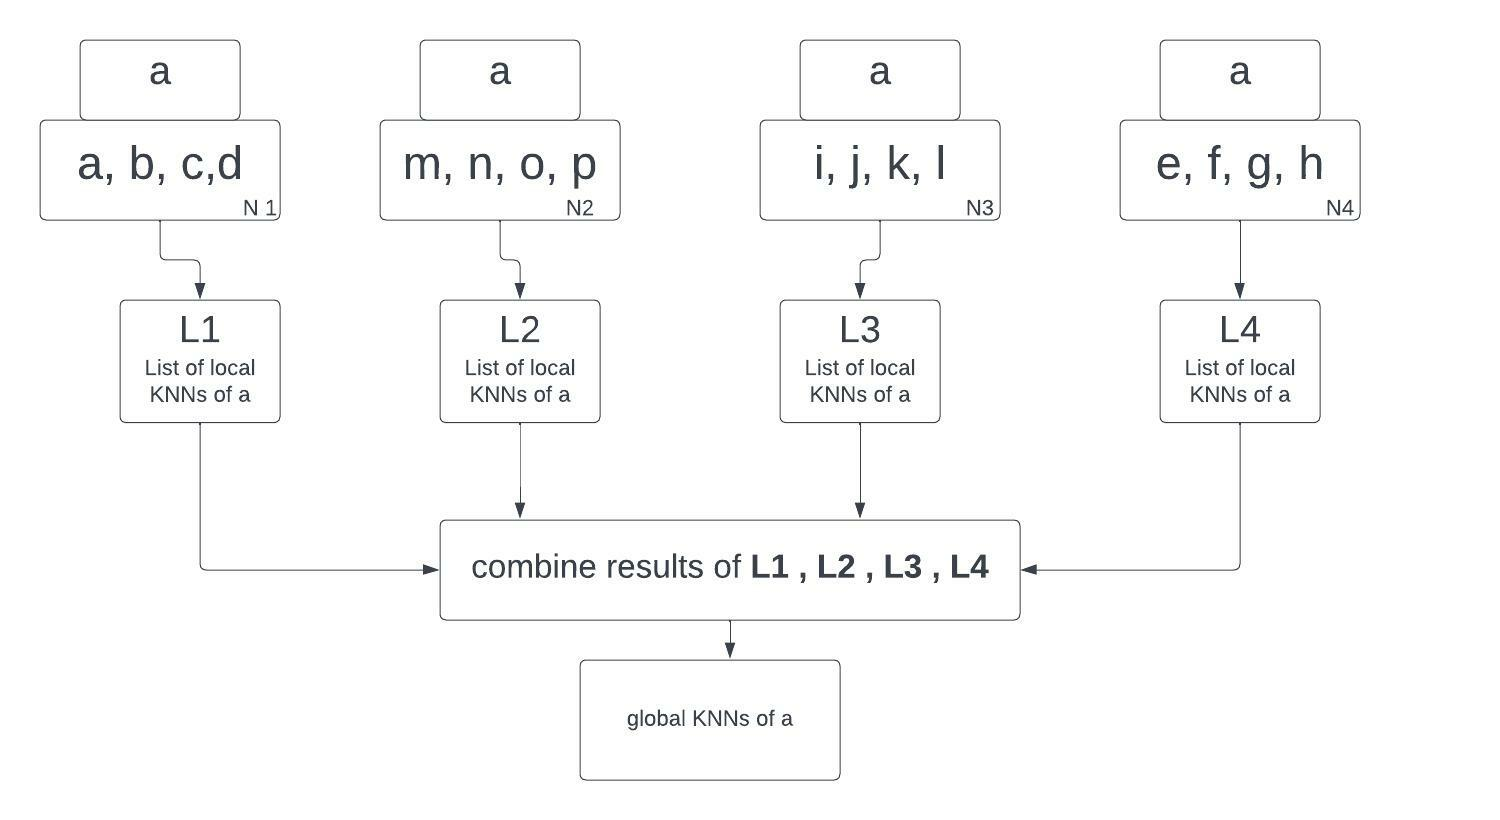 a
a
a
a
a, b, c,d
N 1
m, n, o, p
N2
i, j, k, l
N3
e, f, g, h
N4
L1
List of local
KNNs of a
L2
List of local
KNNs of a
L3
List of local
KNNs of a
L4
List of local
KNNs of a
combine results of L1 , L2 , L3 , L4
global KNNs of a